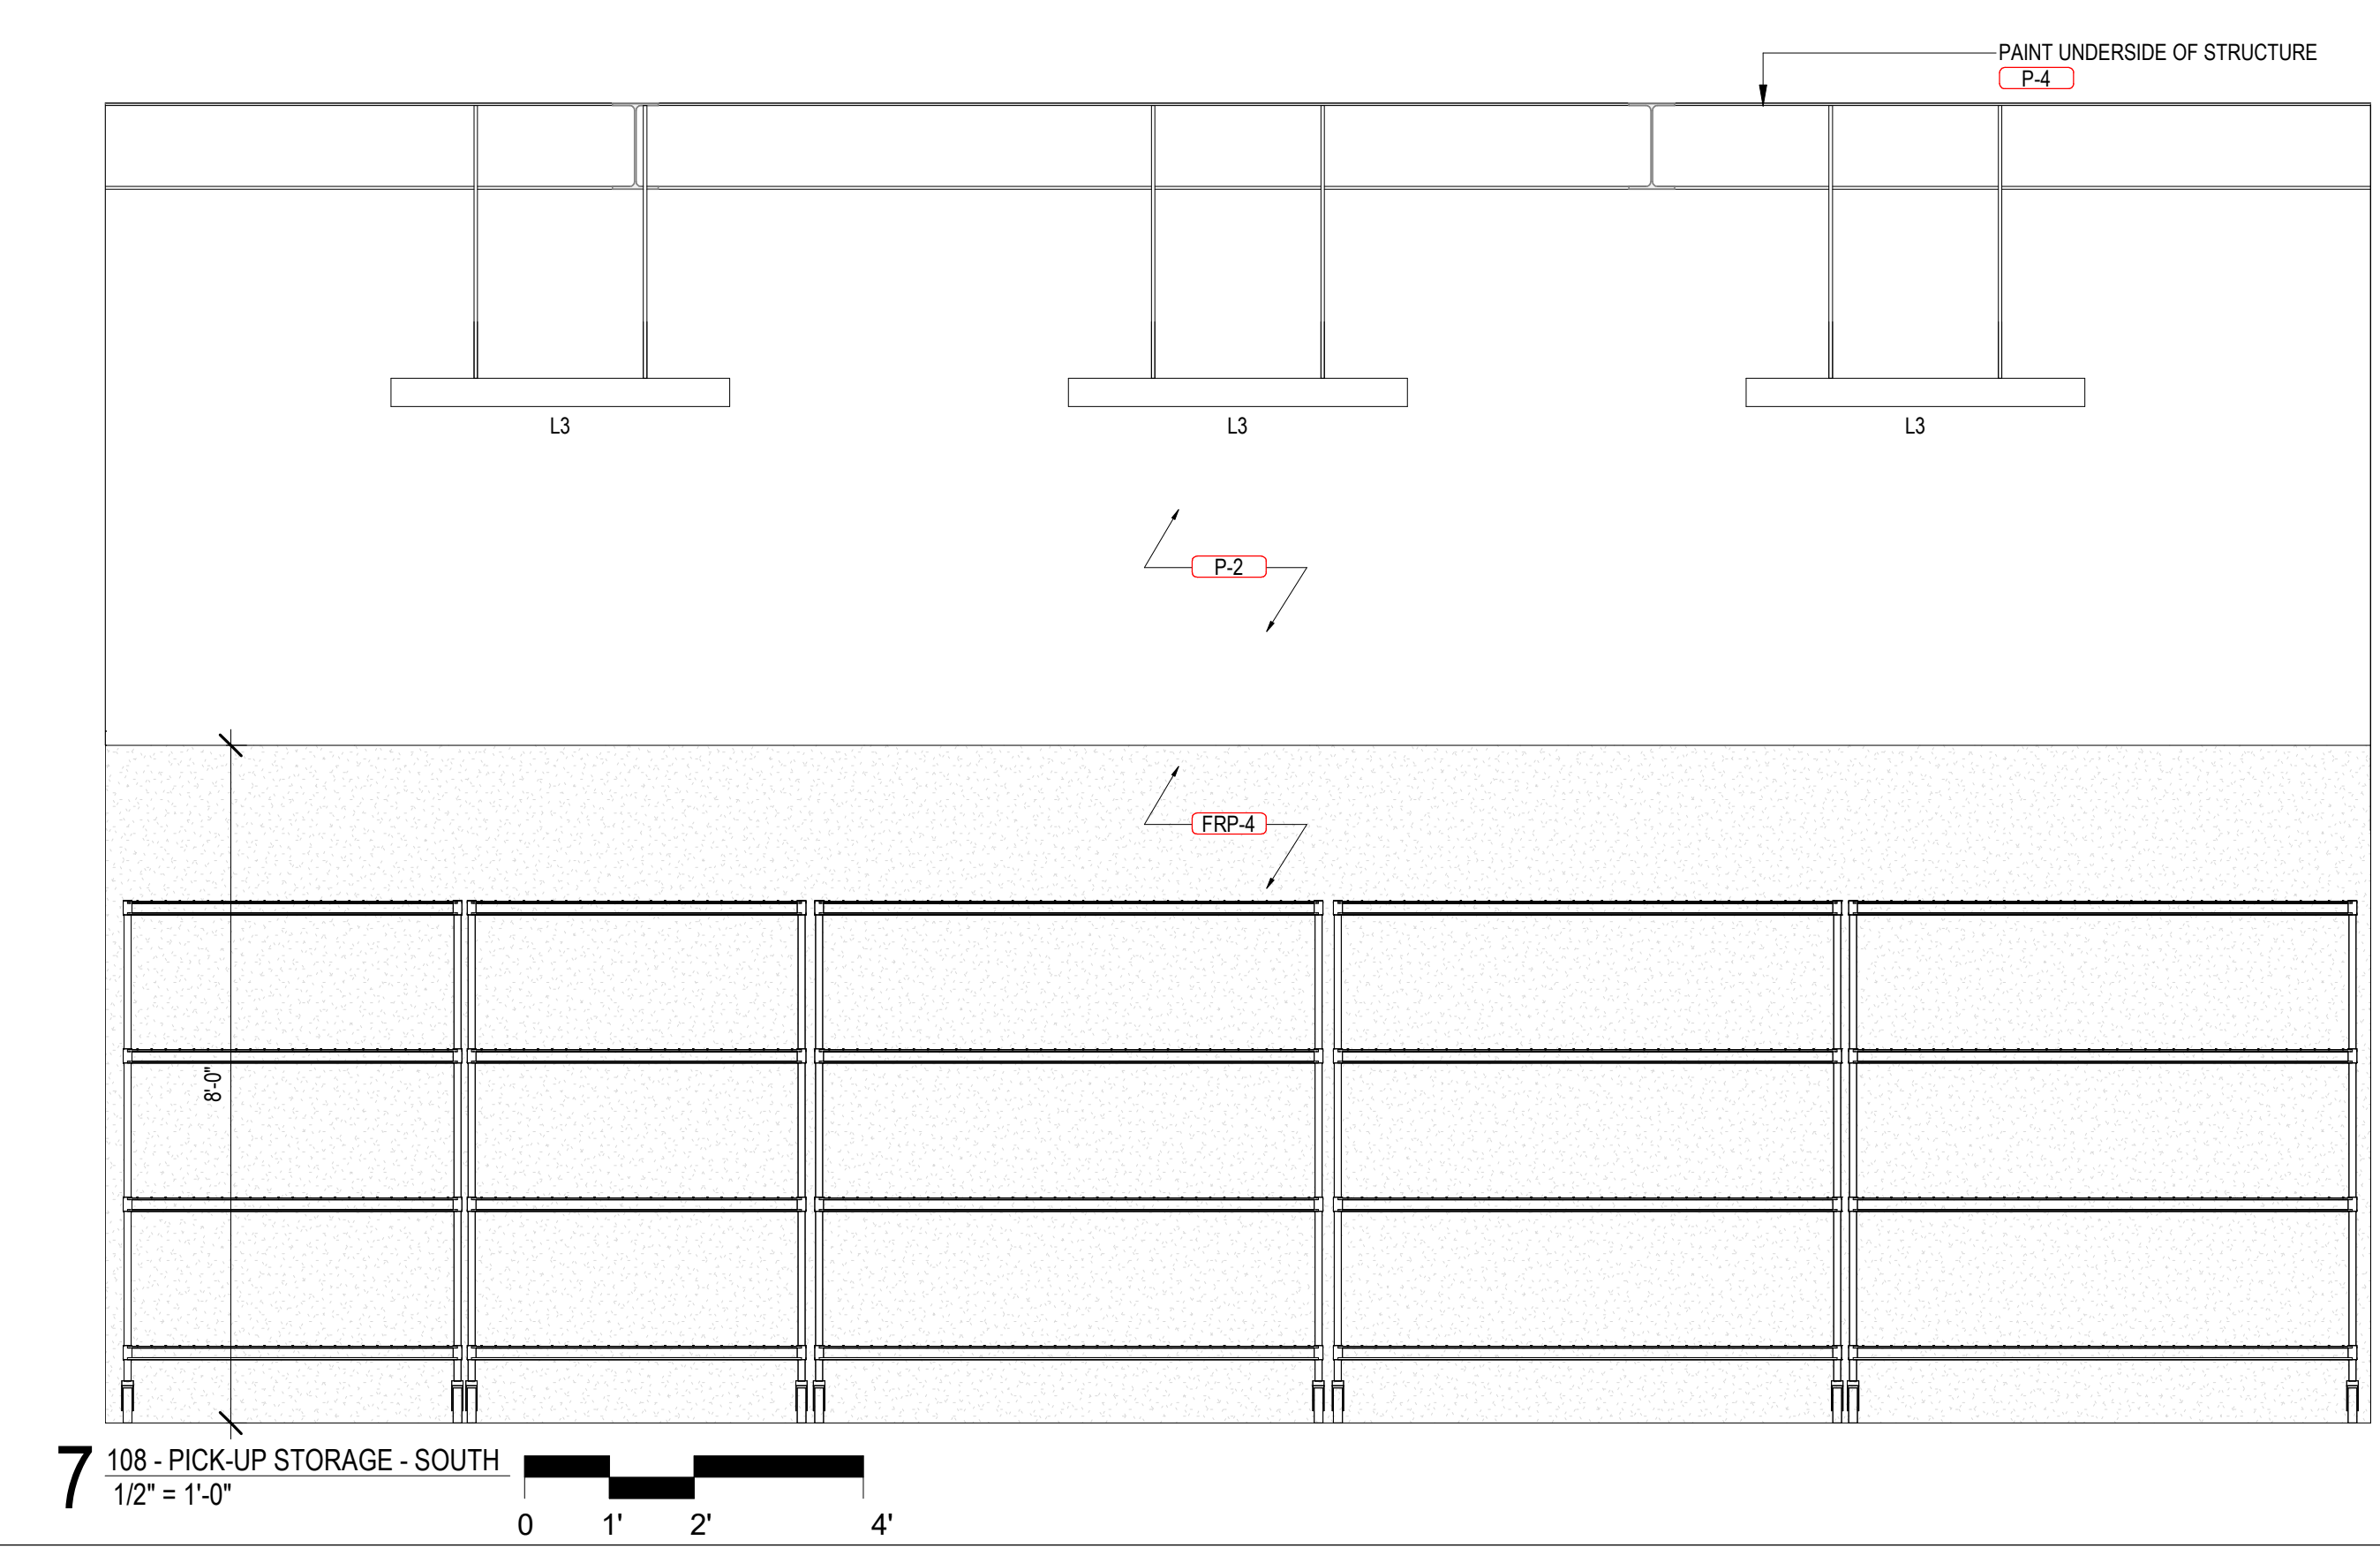 PAINT UNDERSIDE OF STRUCTURE
P-4
L3 L3 L3
P-2
FRP-4
8'-0"
7 108 - PICK-UP STORAGE - SOUTH
1/2" = 1'-0"
0 1' 2' 4'